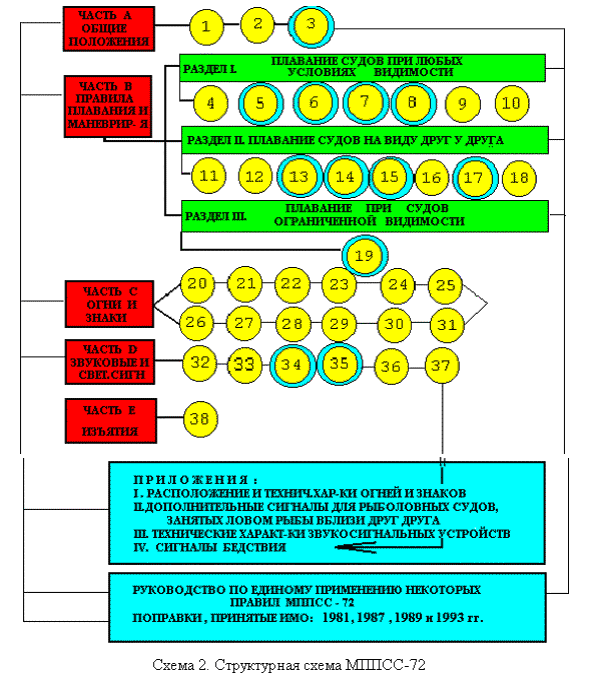 ЧАСТЬ А
ОБЩИЕ
ПОЛОЖЕНИЯ
1 2 3
ЧАСТЬ В
ПРАВИЛА
ПЛАВАНИЯ И
МАНЕВРИР- Я
РАЗДЕЛ I. ПЛАВАНИЕ СУДОВ ПРИ ЛЮБЫХ
УСЛОВИЯХ ВИДИМОСТИ
4 5 6 7 8 9 10
РАЗДЕЛ II. ПЛАВАНИЕ СУДОВ НА ВИДУ ДРУГ У ДРУГА
11 12 13 14 15 16 17 18
РАЗДЕЛ III. ПЛАВАНИЕ ПРИ СУДОВ
ОГРАНИЧЕННОЙ ВИДИМОСТИ
19
ЧАСТЬ С
ОГНИ И
ЗНАКИ
20 21 22 23 24 25
26 27 28 29 30 31
ЧАСТЬ D
ЗВУКОВЫЕ И
СВЕТ.СИГН
32 33 34 35 36 37
ЧАСТЬ Е
ИЗЪЯТИЯ
38
П Р И Л О Ж Е Н И Я :
I . РАСПОЛОЖЕНИЕ И ТЕХНИЧ.ХАР-КИ ОГНЕЙ И ЗНАКОВ
II.ДОПОЛНИТЕЛЬНЫЕ СИГНАЛЫ ДЛЯ РЫБОЛОВНЫХ СУДОВ,
ЗАНЯТЫХ ЛОВОМ РЫБЫ ВБЛИЗИ ДРУГ ДРУГА
III. ТЕХНИЧЕСКИЕ ХАРАКТ-КИ ЗВУКОСИГНАЛЬНЫХ УСТРОЙСТВ
IV. СИГНАЛЫ БЕДСТВИЯ
РУКОВОДСТВО ПО ЕДИНОМУ ПРИМЕНЕНИЮ НЕКОТОРЫХ
ПРАВИЛ МППСС - 72
ПОПРАВКИ , ПРИНЯТЫЕ ИМО: 1981 , 1987 , 1989 и 1993 гг.
Схема 2. Структурная схема МППСС-72